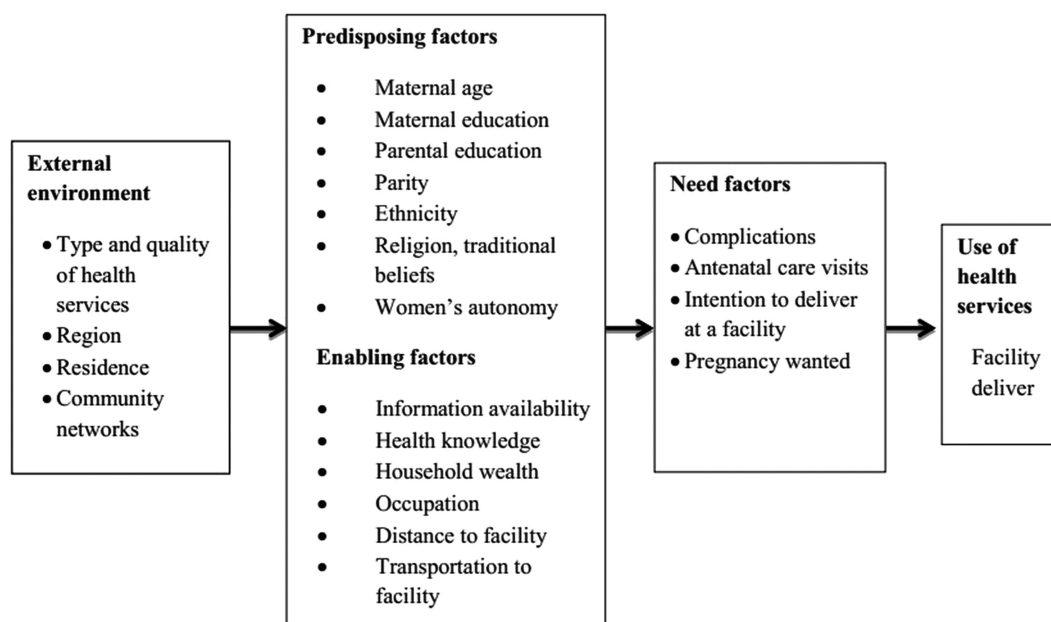 External
environment
• Type and quality
of health
services
• Region
• Residence
• Community
networks
Predisposing factors
• Maternal age
• Maternal education
• Parental education
• Parity
• Ethnicity
• Religion, traditional
beliefs
• Women’s autonomy
Enabling factors
• Information availability
• Health knowledge
• Household wealth
• Occupation
• Distance to facility
• Transportation to
facility
Need factors
• Complications
• Antenatal care visits
• Intention to deliver
at a facility
• Pregnancy wanted
Use of
health
services
Facility
deliver